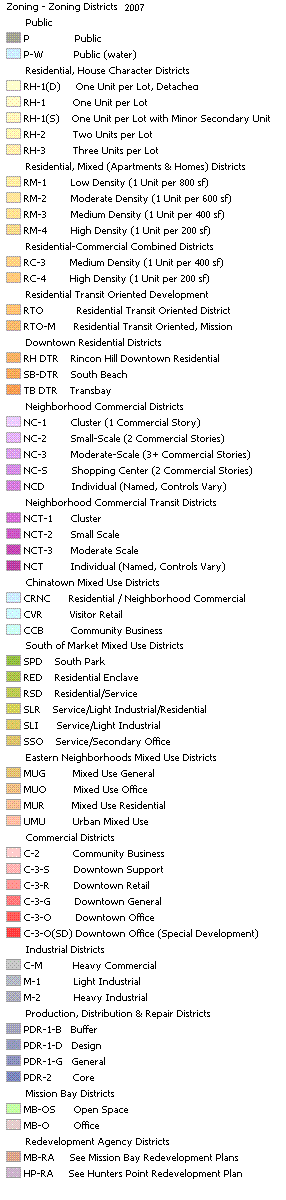 Zoning - Zoning Districts 2007
Public
P Public
P-W Public (water)
Residential, House Character Districts
RH-1(D) One Unit per Lot, Detached
RH-1 One Unit per Lot
RH-1(S) One Unit per Lot with Minor Secondary Unit
RH-2 Two Units per Lot
RH-3 Three Units per Lot
Residential, Mixed (Apartments & Homes) Districts
RM-1 Low Density (1 Unit per 800 sf)
RM-2 Moderate Density (1 Unit per 600 sf)
RM-3 Medium Density (1 Unit per 400 sf)
RM-4 High Density (1 Unit per 200 sf)
Residential-Commercial Combined Districts
RC-3 Medium Density (1 Unit per 400 sf)
RC-4 High Density (1 Unit per 200 sf)
Residential Transit Oriented Development
RTO Residential Transit Oriented District
RTO-M Residential Transit Oriented, Mission
Downtown Residential Districts
RH DTR Rincon Hill Downtown Residential
SB-DTR South Beach
TB DTR Transbay
Neighborhood Commercial Districts
NC-1 Cluster (1 Commercial Story)
NC-2 Small-Scale (2 Commercial Stories)
NC-3 Moderate-Scale (3+ Commercial Stories)
NC-S Shopping Center (2 Commercial Stories)
NCD Individual (Named, Controls Vary)
Neighborhood Commercial Transit Districts
NCT-1 Cluster
NCT-2 Small Scale
NCT-3 Moderate Scale
NCT Individual (Named, Controls Vary)
Chinatown Mixed Use Districts
CRNC Residential / Neighborhood Commercial
CVR Visitor Retail
CCB Community Business
South of Market Mixed Use Districts
SPD South Park
RED Residential Enclave
RSD Residential/Service
SLR Service/Light Industrial/Residential
SLI Service/Light Industrial
SSO Service/Secondary Office
Eastern Neighborhoods Mixed Use Districts
MUG Mixed Use General
MUO Mixed Use Office
MUR Mixed Use Residential
UMU Urban Mixed Use
Commercial Districts
C-2 Community Business
C-3-S Downtown Support
C-3-R Downtown Retail
C-3-G Downtown General
C-3-O Downtown Office
C-3-O(SD) Downtown Office (Special Development)
Industrial Districts
C-M Heavy Commercial
M-1 Light Industrial
M-2 Heavy Industrial
Production, Distribution & Repair Districts
PDR-1-B Buffer
PDR-1-D Design
PDR-1-G General
PDR-2 Core
Mission Bay Districts
MB-OS Open Space
MB-O Office
Redevelopment Agency Districts
MB-RA See Mission Bay Redevelopment Plans
HP-RA See Hunters Point Redevelopment Plan